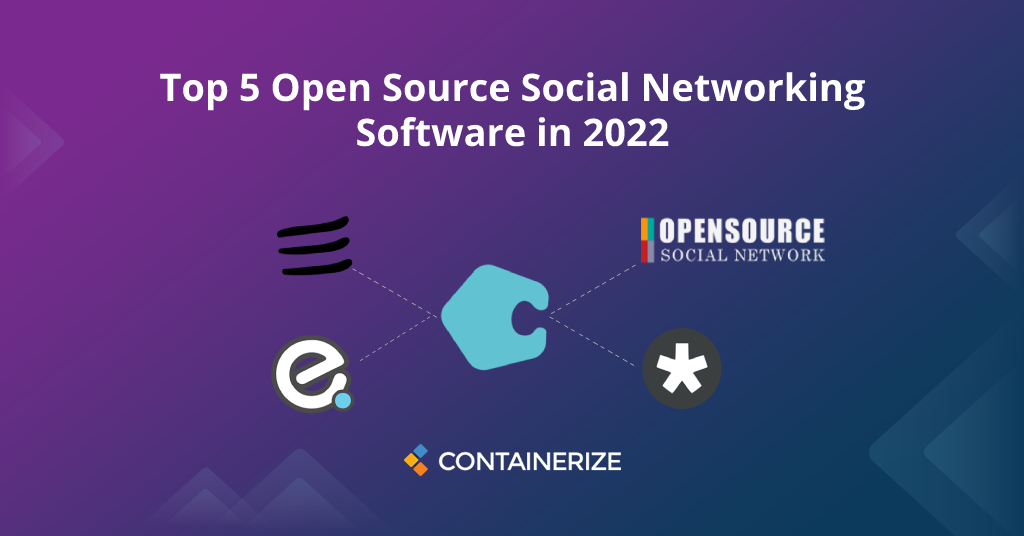 Top 5 Open Source Social Networking
Software in 2022
OPENSOURCE
SOCIAL NETWORK
e
CONTAINERIZE